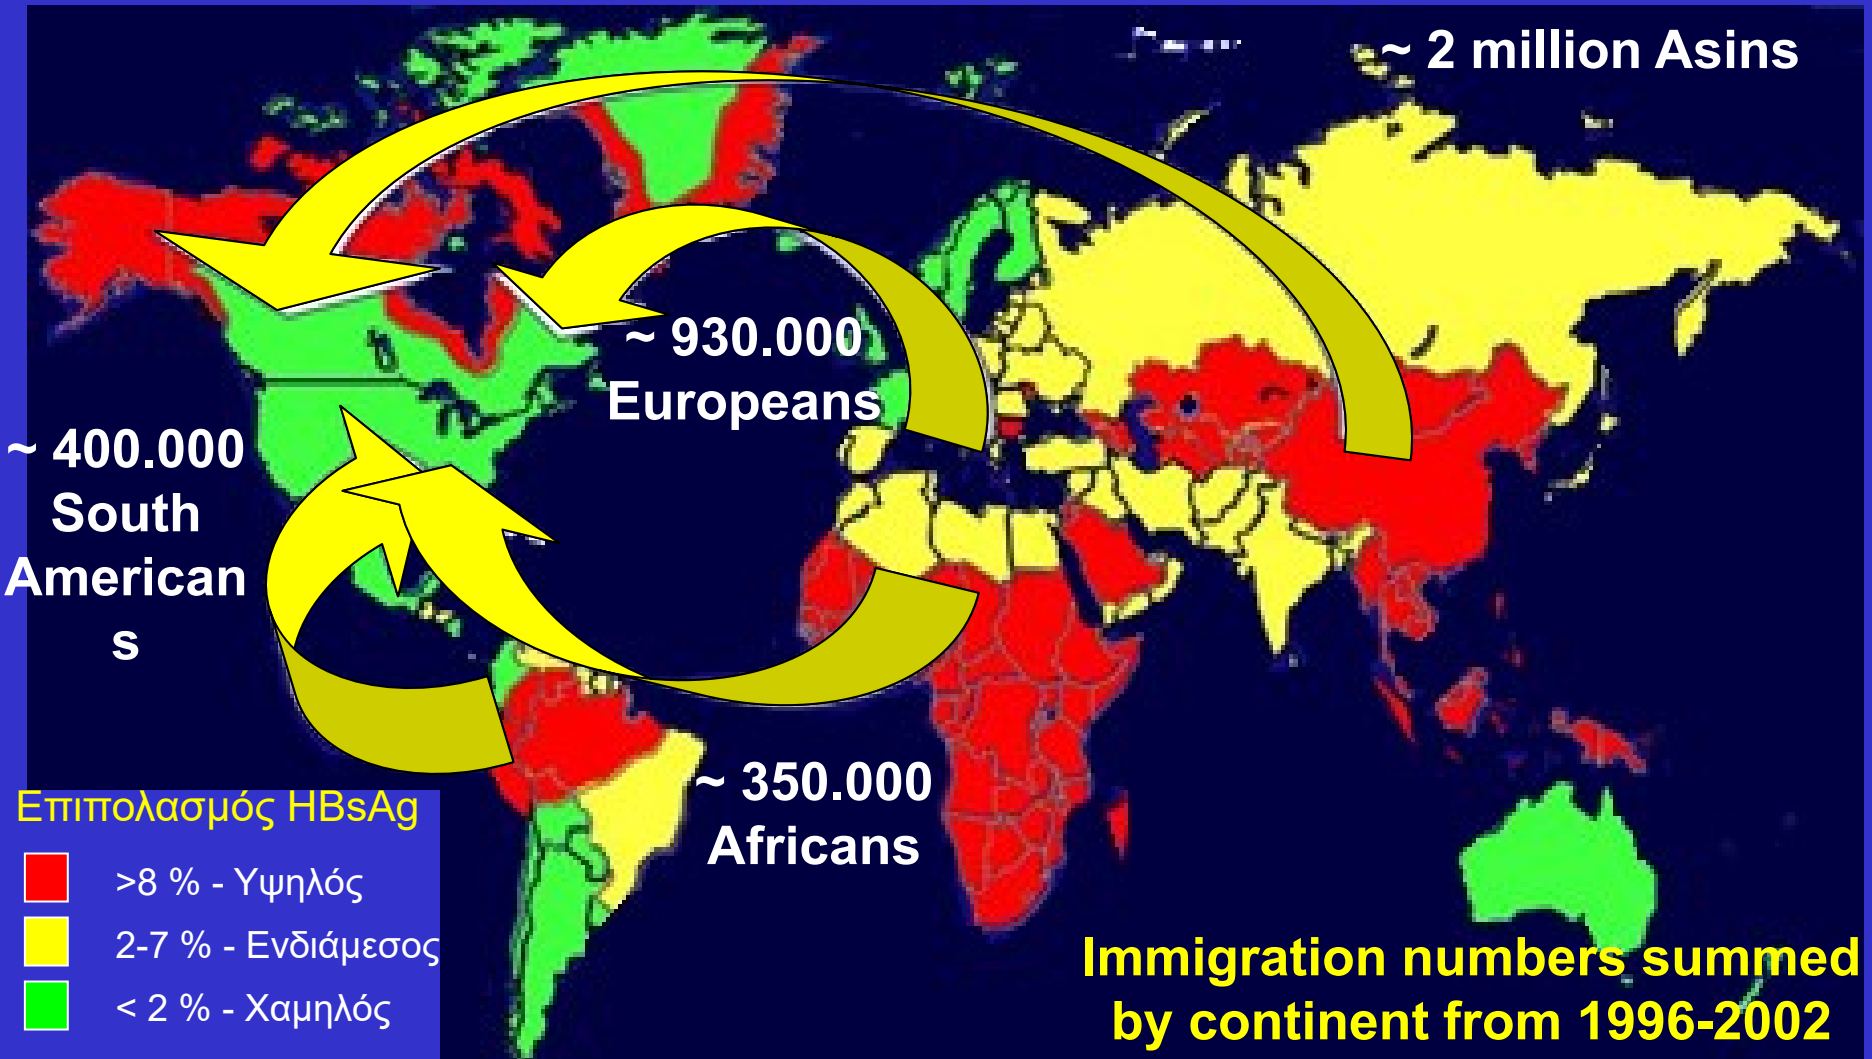 ~ 2 million Asins
~ 930.000
Europeans
~ 400.000
South
American
s
~ 350.000
Africans
Επιπολασμός HBsAg
>8 % - Υψηλός
2-7 % - Ενδιάμεσος
< 2 % - Χαμηλός
Immigration numbers summed
by continent from 1996-2002